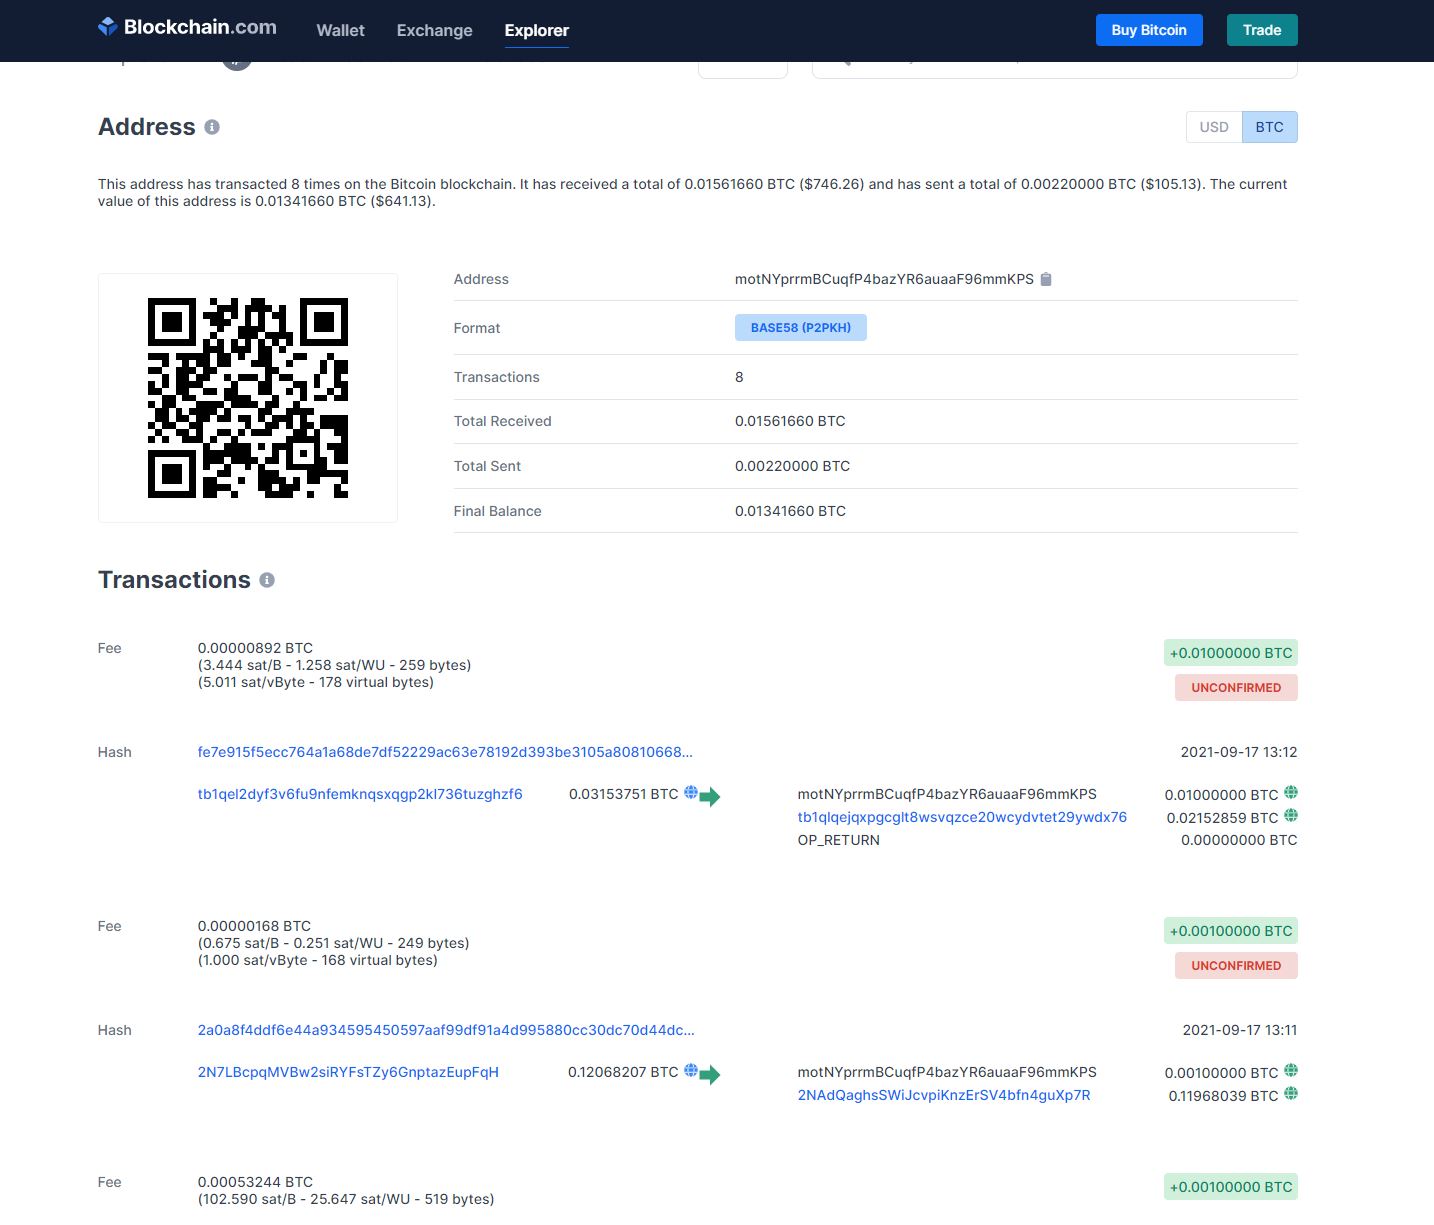 Blockchain.com Wallet Exchange Explorer Buy Bitcoin Trade
Address
USD BTC
This address has transacted 8 times on the Bitcoin blockchain. It has received a total of 0.01561660 BTC ($746.26) and has sent a total of 0.00220000 BTC ($105.13). The current
value of this address is 0.01341660 BTC ($641.13).
Address motNYprrmBCuqfP4bazYR6auaaF96mmKPS
Format BASE58 (P2PKH)
Transactions 8
Total Received 0.01561660 BTC
Total Sent 0.00220000 BTC
Final Balance 0.01341660 BTC
Transactions
Fee 0.00000892 BTC +0.01000000 BTC
(3.444 sat/B - 1.258 sat/WU - 259 bytes)
(5.011 sat/vByte - 178 virtual bytes) UNCONFIRMED
Hash fe7e915f5ecc764a1a68de7df52229ac63e78192d393be3105a80810668... 2021-09-17 13:12
tb1qel2dyf3v6fu9nfemknqsxqgp2kl736tuzghzf6 0.03153751 BTC motNYprrmBCuqfP4bazYR6auaaF96mmKPS 0.01000000 BTC
tb1qlqejqxpgcglt8wsvqzce20wcydvtet29ywdx76 0.02152859 BTC
OP_RETURN 0.00000000 BTC
Fee 0.00000168 BTC +0.00100000 BTC
(0.675 sat/B - 0.251 sat/WU - 249 bytes)
(1.000 sat/vByte - 168 virtual bytes) UNCONFIRMED
Hash 2a0a8f4ddf6e44a934595450597aaf99df91a4d995880cc30dc70d44dc... 2021-09-17 13:11
2N7LBcpqMVBw2siRYFsTZy6GnptazEupFqH 0.12068207 BTC motNYprrmBCuqfP4bazYR6auaaF96mmKPS 0.00100000 BTC
2NAdQaghsSWiJcvpiKnzErSV4bfn4guXp7R 0.11968039 BTC
Fee 0.00053244 BTC +0.00100000 BTC
(102.590 sat/B - 25.647 sat/WU - 519 bytes)